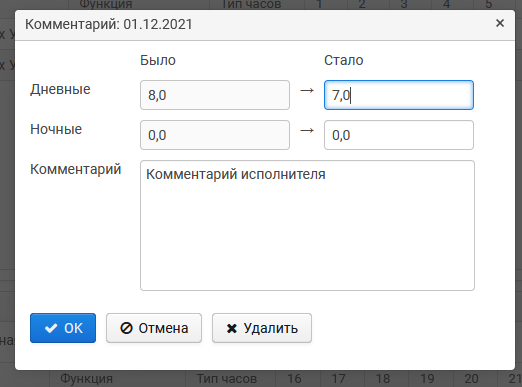 Функция Тип часов 1 2 3 4 5
Комментарий: 01.12.2021 ×
Было Стало
Дневные 8,0 → 7,0
Ночные 0,0 → 0,0
Комментарий Комментарий исполнителя
ОК Отмена Удалить
Функция Тип часов 16 17 18 19 20 21